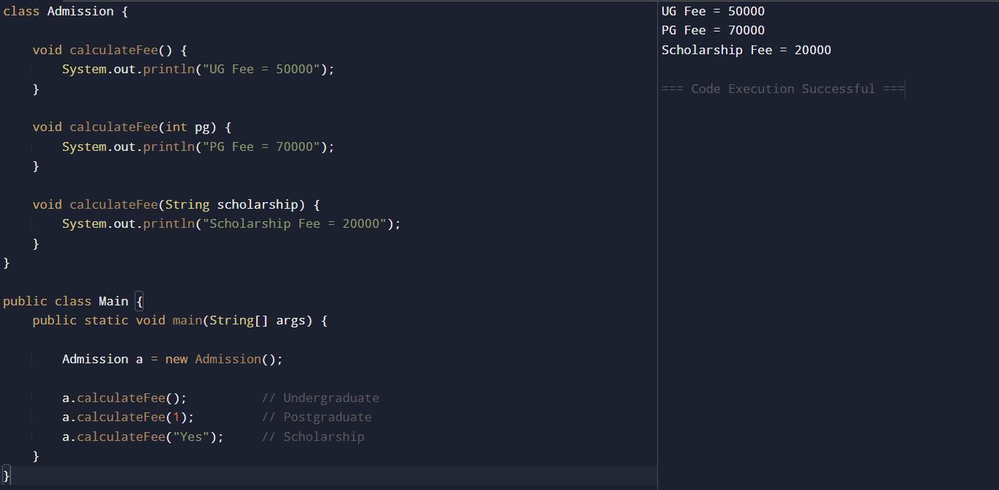 class Admission {
    void calculateFee() {
        System.out.println("UG Fee = 50000");
    }
    void calculateFee(int pg) {
        System.out.println("PG Fee = 70000");
    }
    void calculateFee(String scholarship) {
        System.out.println("Scholarship Fee = 20000");
    }
}
public class Main {
    public static void main(String[] args) {
        Admission a = new Admission();
        a.calculateFee();          // Undergraduate
        a.calculateFee(1);         // Postgraduate
        a.calculateFee("Yes");     // Scholarship
    }
}
UG Fee = 50000
PG Fee = 70000
Scholarship Fee = 20000
=== Code Execution Successful ===